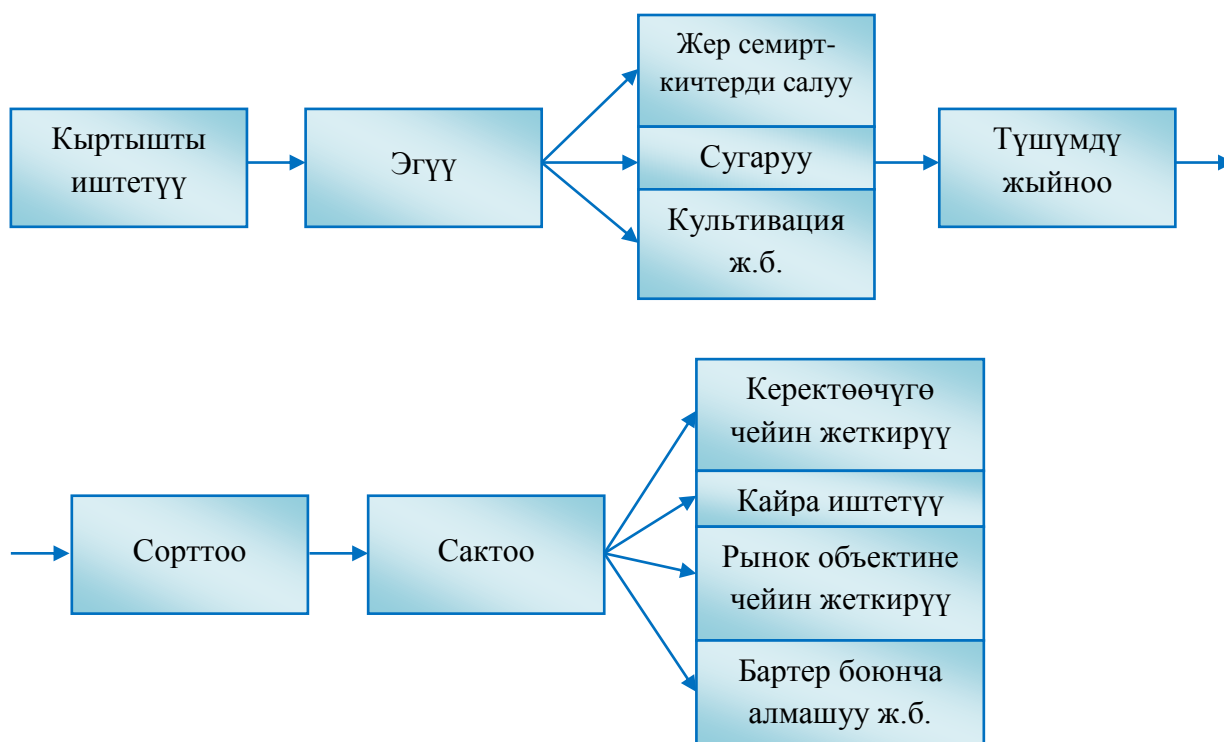 Кыртышты
иштетүү
Эгүү
Жер семирт-
кичтерди салуу
Сугаруу
Культивация
ж.б.
Түшүмдү
жыйноо
Сорттоо
Сактоо
Керектөөчүгө
чейин жеткирүү
Кайра иштетүү
Рынок объектине
чейин жеткирүү
Бартер боюнча
алмашуу ж.б.